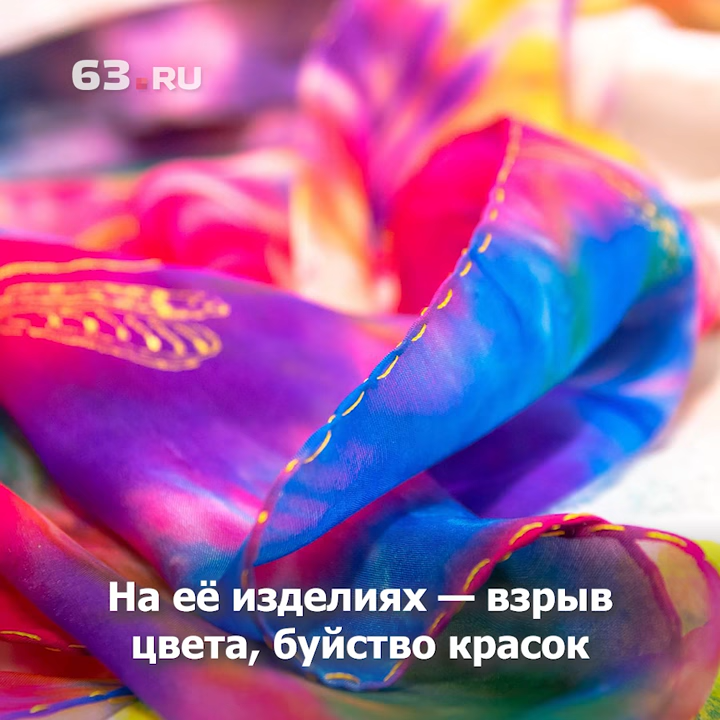 63.RU
На её изделиях — взрыв
цвета, буйство красок